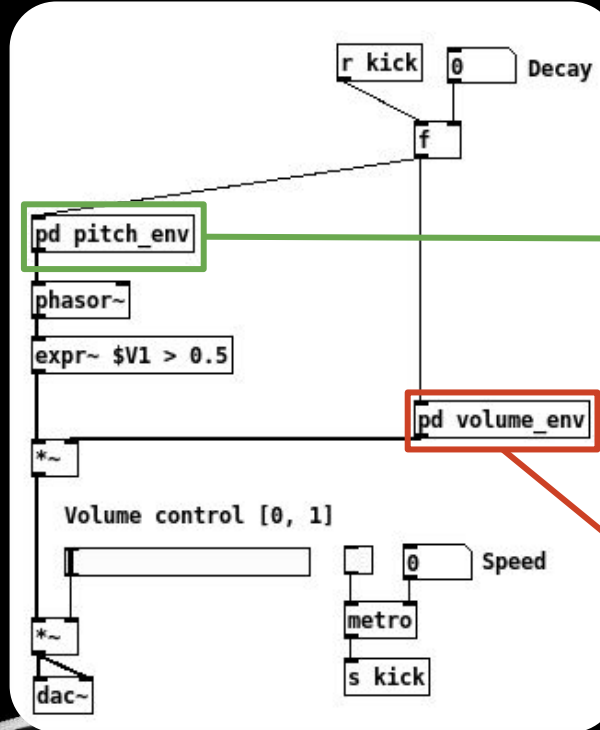 r kick
0
Decay
f
pd pitch_env
phasor~
expr~ $V1 > 0.5
pd volume_env
*~
Volume control [0, 1]
0
Speed
*~
metro
s kick
dac~